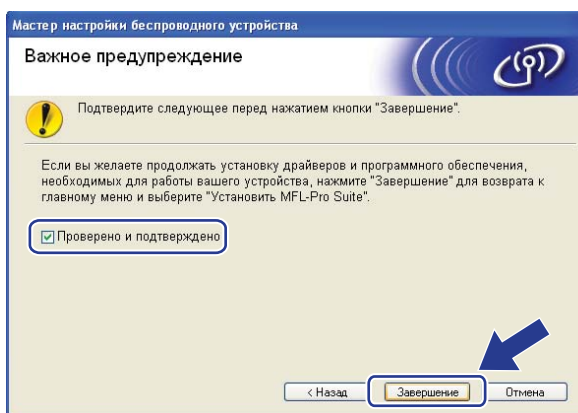 Мастер настройки беспроводного устройства
Важное предупреждение
Подтвердите следующее перед нажатием кнопки "Завершение".
Если вы желаете продолжать установку драйверов и программного обеспечения,
необходимых для работы вашего устройства, нажмите "Завершение" для возврата к
главному меню и выберите "Установить MFL-Pro Suite".
Проверено и подтверждено
< Назад Завершение Отмена